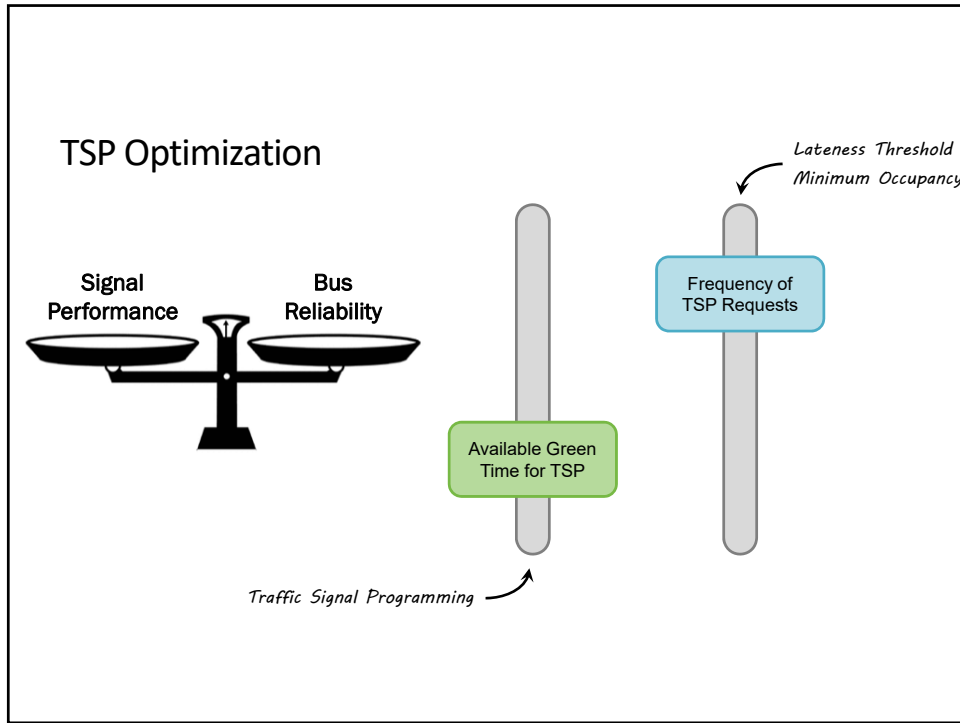 TSP Optimization
Lateness Threshold
Minimum Occupancy
Signal
Performance
Bus
Reliability
Frequency of
TSP Requests
Available Green
Time for TSP
Traffic Signal Programming